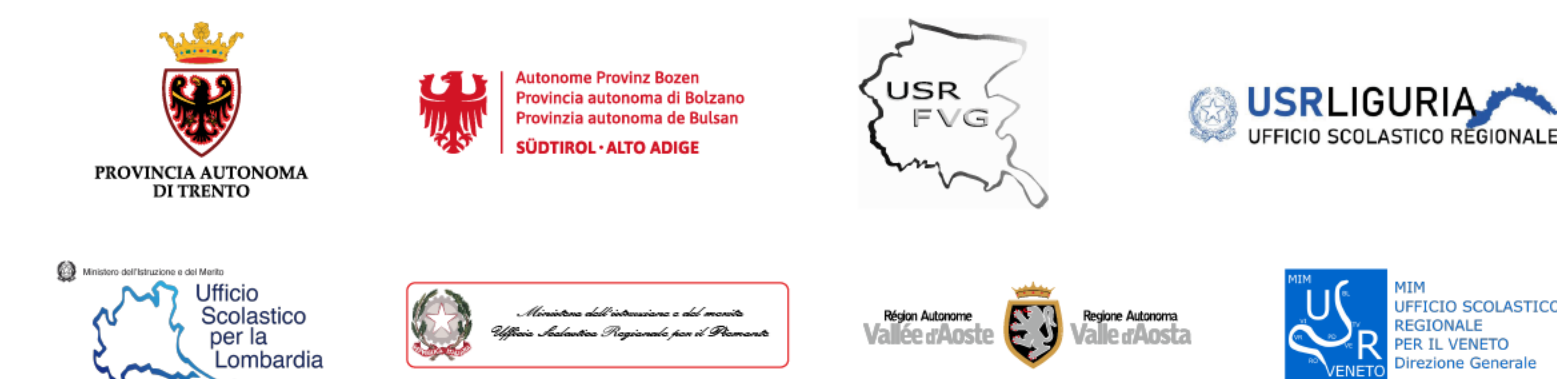 PROVINCIA AUTONOMA
DI TRENTO
Autonome Provinz Bozen
Provincia autonoma di Bolzano
Provinzia autonoma de Bulsan
SÜDTIROL · ALTO ADIGE
USR
FVG
USRLIGURIA
UFFICIO SCOLASTICO REGIONALE
Ministero dell'Istruzione e del Merito
Ufficio
Scolastico
per la
Lombardia
Ministero dell'istruzione e del merito
Ufficio Scolastico Regionale per il Piemonte
Région Autonome
Vallée d'Aoste
Regione Autonoma
Valle d'Aosta
MIM
USR
VENETO
MIM
UFFICIO SCOLASTICO
REGIONALE
PER IL VENETO
Direzione Generale